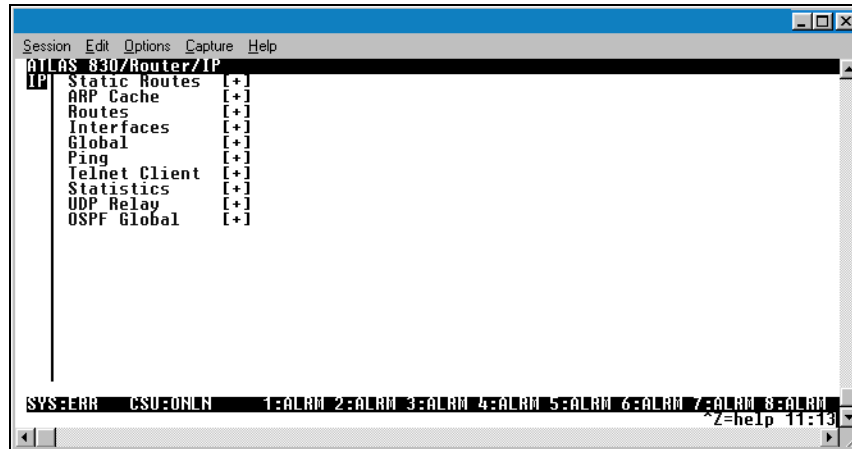 Session Edit Options Capture Help
ATLAS 830/Router/IP
IP Static Routes [+]
ARP Cache [+]
Routes [+]
Interfaces [+]
Global [+]
Ping [+]
Telnet Client [+]
Statistics [+]
UDP Relay [+]
OSPF Global [+]
SYS:ERR CSU:ONLN 1:ALRM 2:ALRM 3:ALRM 4:ALRM 5:ALRM 6:ALRM 7:ALRM 8:ALRM
^Z=help 11:13